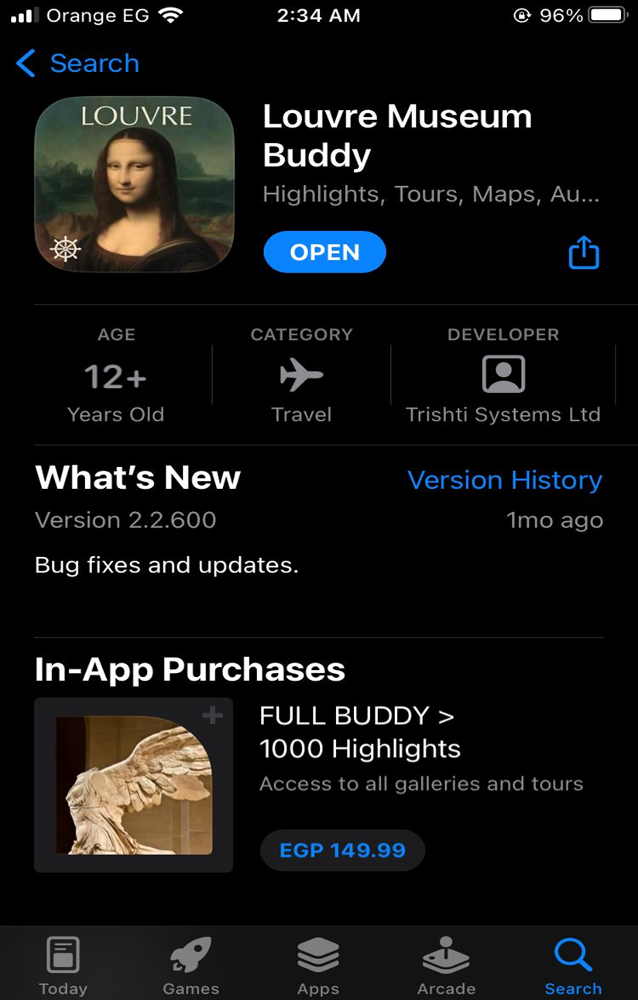 Orange EG 2:34 AM 96%
Search
LOUVRE
Louvre Museum
Buddy
Highlights, Tours, Maps, Au...
OPEN
AGE CATEGORY DEVELOPER
12+
Years Old Travel Trishti Systems Ltd
What's New Version History
Version 2.2.600 1mo ago
Bug fixes and updates.
In-App Purchases
FULL BUDDY >
1000 Highlights
Access to all galleries and tours
EGP 149.99
Today Games Apps Arcade Search